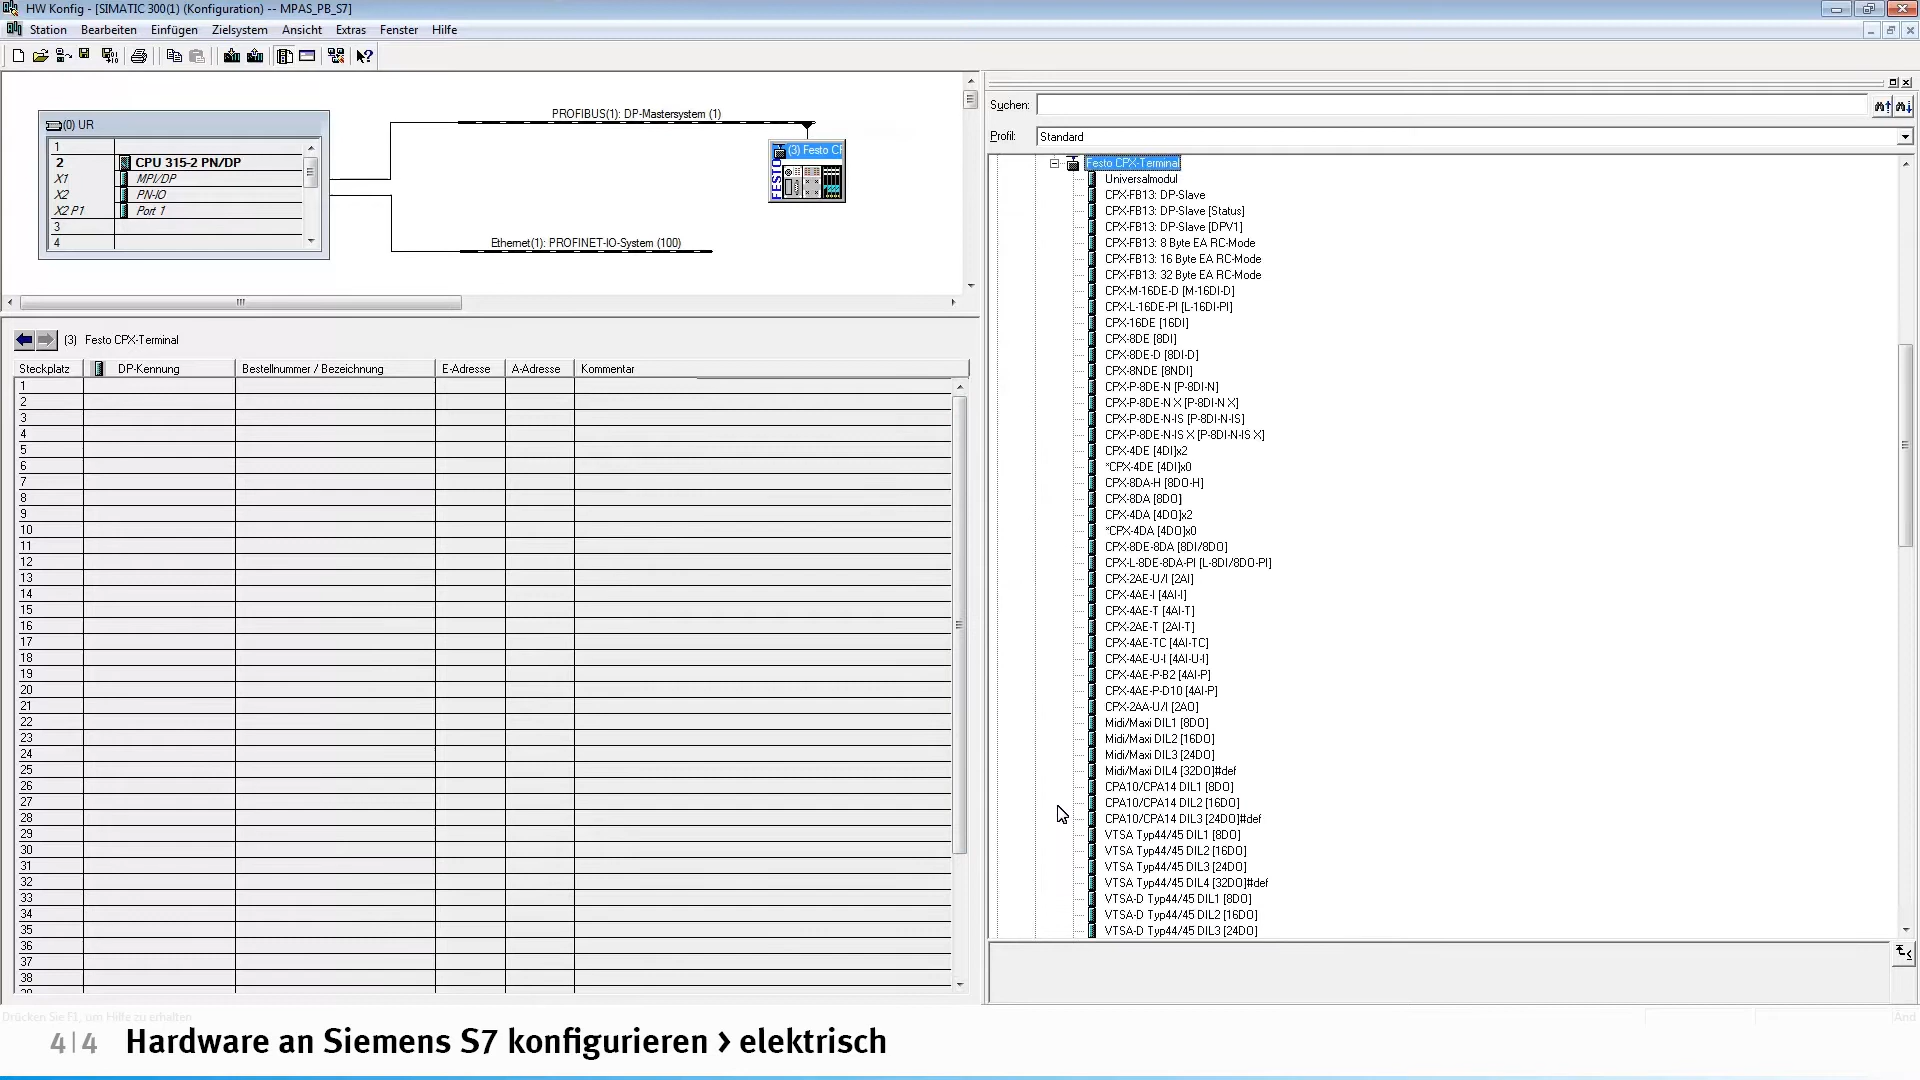 HW Konfig - [SIMATIC 300(1) (Konfiguration) -- MPAS_PB_S7]
Station Bearbeiten Einfügen Zielsystem Ansicht Extras Fenster Hilfe
(0) UR
1
2 CPU 315-2 PN/DP
X1 MPI/DP
X2 PN-IO
X2 P1 Port 1
3
4
PROFIBUS(1): DP-Mastersystem (1)
(3) Festo CP
FESTO
Ethernet(1): PROFINET-IO-System (100)
(3) Festo CPX-Terminal
Steckplatz DP-Kennung Bestellnummer / Bezeichnung E-Adresse A-Adresse Kommentar
1
2
3
4
5
6
7
8
9
10
11
12
13
14
15
16
17
18
19
20
21
22
23
24
25
26
27
28
29
30
31
32
33
34
35
36
37
38
Suchen:
Profil: Standard
Festo CPX-Terminal
Universalmodul
CPX-FB13: DP-Slave
CPX-FB13: DP-Slave [Status]
CPX-FB13: DP-Slave [DPV1]
CPX-FB13: 8 Byte EA RC-Mode
CPX-FB13: 16 Byte EA RC-Mode
CPX-FB13: 32 Byte EA RC-Mode
CPX-M-16DE-D [M-16DI-D]
CPX-L-16DE-PI [L-16DI-PI]
CPX-16DE [16DI]
CPX-8DE [8DI]
CPX-8DE-D [8DI-D]
CPX-8NDE [8NDI]
CPX-P-8DE-N [P-8DI-N]
CPX-P-8DE-N X [P-8DI-N X]
CPX-P-8DE-N-IS [P-8DI-N-IS]
CPX-P-8DE-N-IS X [P-8DI-N-IS X]
CPX-4DE [4DI]x2
*CPX-4DE [4DI]x0
CPX-8DA-H [8DO-H]
CPX-8DA [8DO]
CPX-4DA [4DO]x2
*CPX-4DA [4DO]x0
CPX-8DE-8DA [8DI/8DO]
CPX-L-8DE-8DA-PI [L-8DI/8DO-PI]
CPX-2AE-U/I [2AI]
CPX-4AE-I [4AI-I]
CPX-4AE-T [4AI-T]
CPX-2AE-T [2AI-T]
CPX-4AE-TC [4AI-TC]
CPX-4AE-U-I [4AI-U-I]
CPX-4AE-P-B2 [4AI-P]
CPX-4AE-P-D10 [4AI-P]
CPX-2AA-U/I [2AO]
Midi/Maxi DIL1 [8DO]
Midi/Maxi DIL2 [16DO]
Midi/Maxi DIL3 [24DO]
Midi/Maxi DIL4 [32DO]#def
CPA10/CPA14 DIL1 [8DO]
CPA10/CPA14 DIL2 [16DO]
CPA10/CPA14 DIL3 [24DO]#def
VTSA Typ44/45 DIL1 [8DO]
VTSA Typ44/45 DIL2 [16DO]
VTSA Typ44/45 DIL3 [24DO]
VTSA Typ44/45 DIL4 [32DO]#def
VTSA-D Typ44/45 DIL1 [8DO]
VTSA-D Typ44/45 DIL2 [16DO]
VTSA-D Typ44/45 DIL3 [24DO]
Drücken Sie F1, um Hilfe zu erhalten.
Änd
4|4 Hardware an Siemens S7 konfigurieren > elektrisch